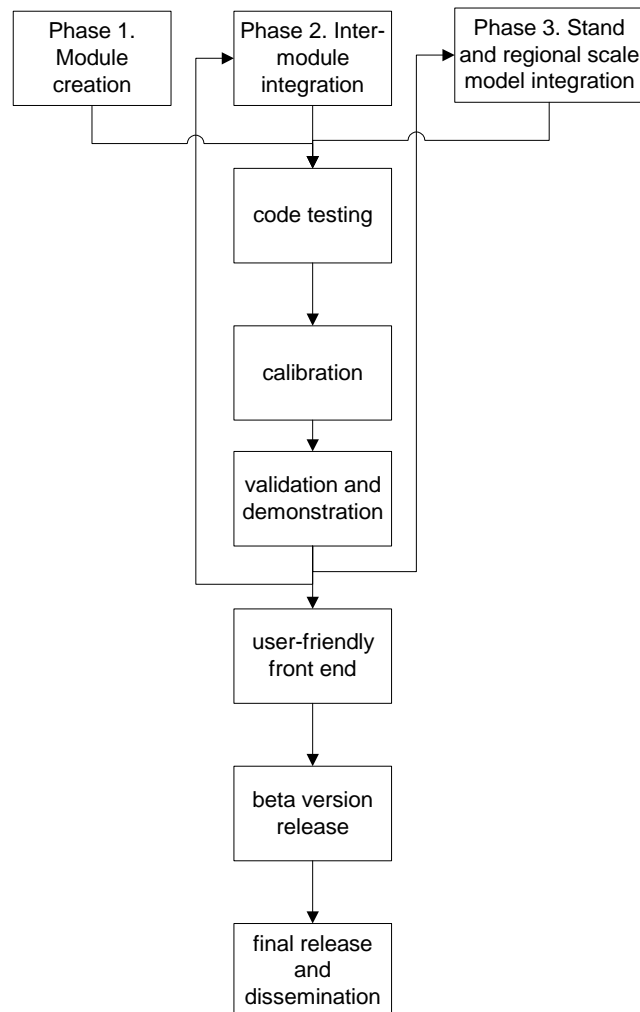 Phase 1.
Module
creation
Phase 2. Inter-
module
integration
Phase 3. Stand
and regional scale
model integration
code testing
calibration
validation and
demonstration
user-friendly
front end
beta version
release
final release
and
dissemination